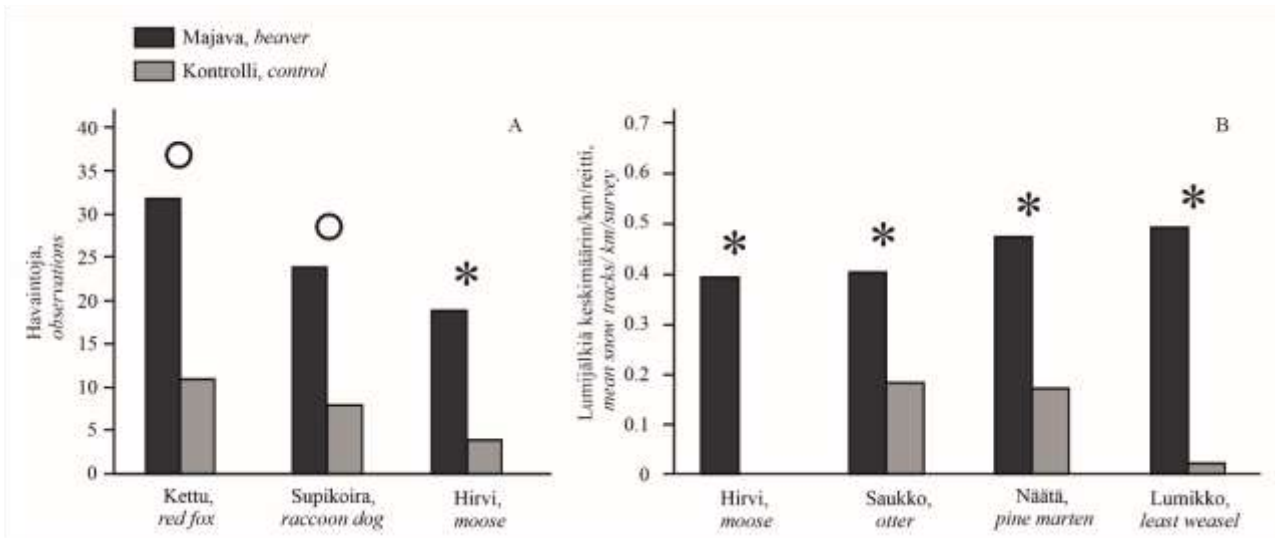 Majava, beaver
Kontrolli, control
A
Havaintoja,
observations
40
35
30
25
20
15
10
5
0
Kettu,
red fox
Supikoira,
raccoon dog
Hirvi,
moose
B
Lumijälkiä keskimäärin/km/reitti,
mean snow tracks/ km/survey
0.7
0.6
0.5
0.4
0.3
0.2
0.1
0
Hirvi,
moose
Saukko,
otter
Näätä,
pine marten
Lumikko,
least weasel